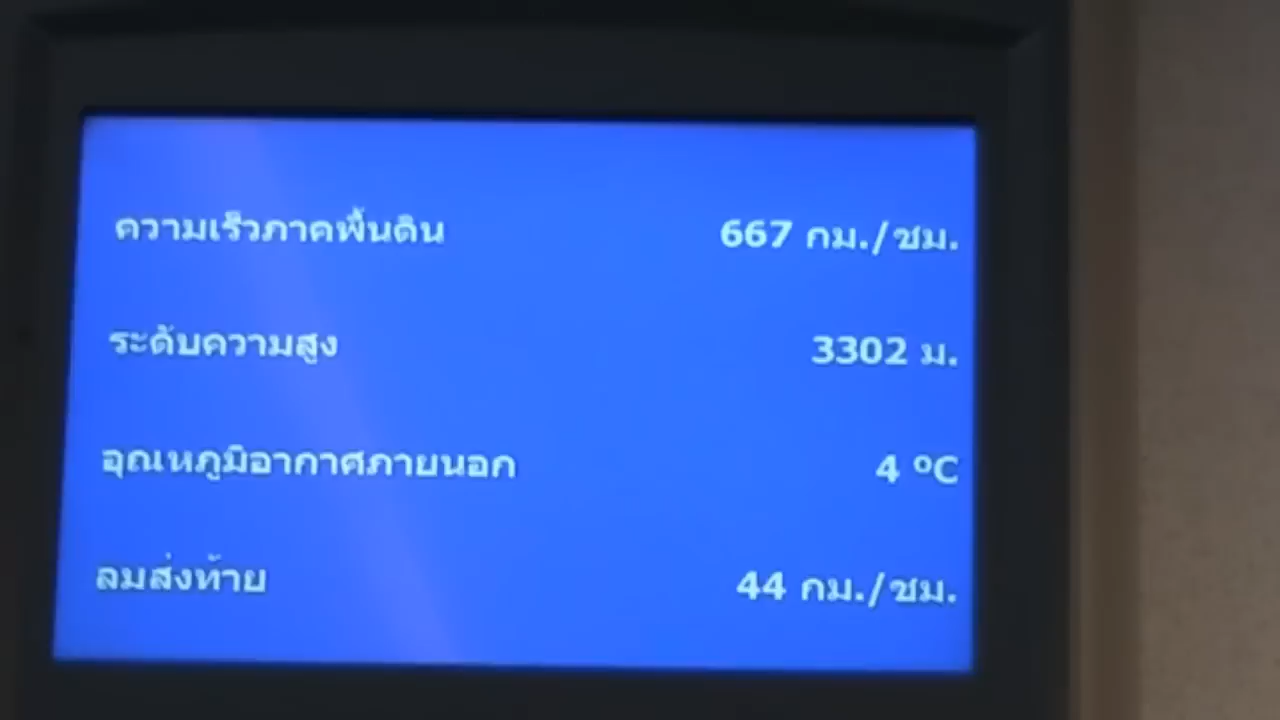 ความเร็วภาคพื้นดิน 667 กม./ชม.
ระดับความสูง 3302 ม.
อุณหภูมิอากาศภายนอก 4 ºC
ลมส่งท้าย 44 กม./ชม.